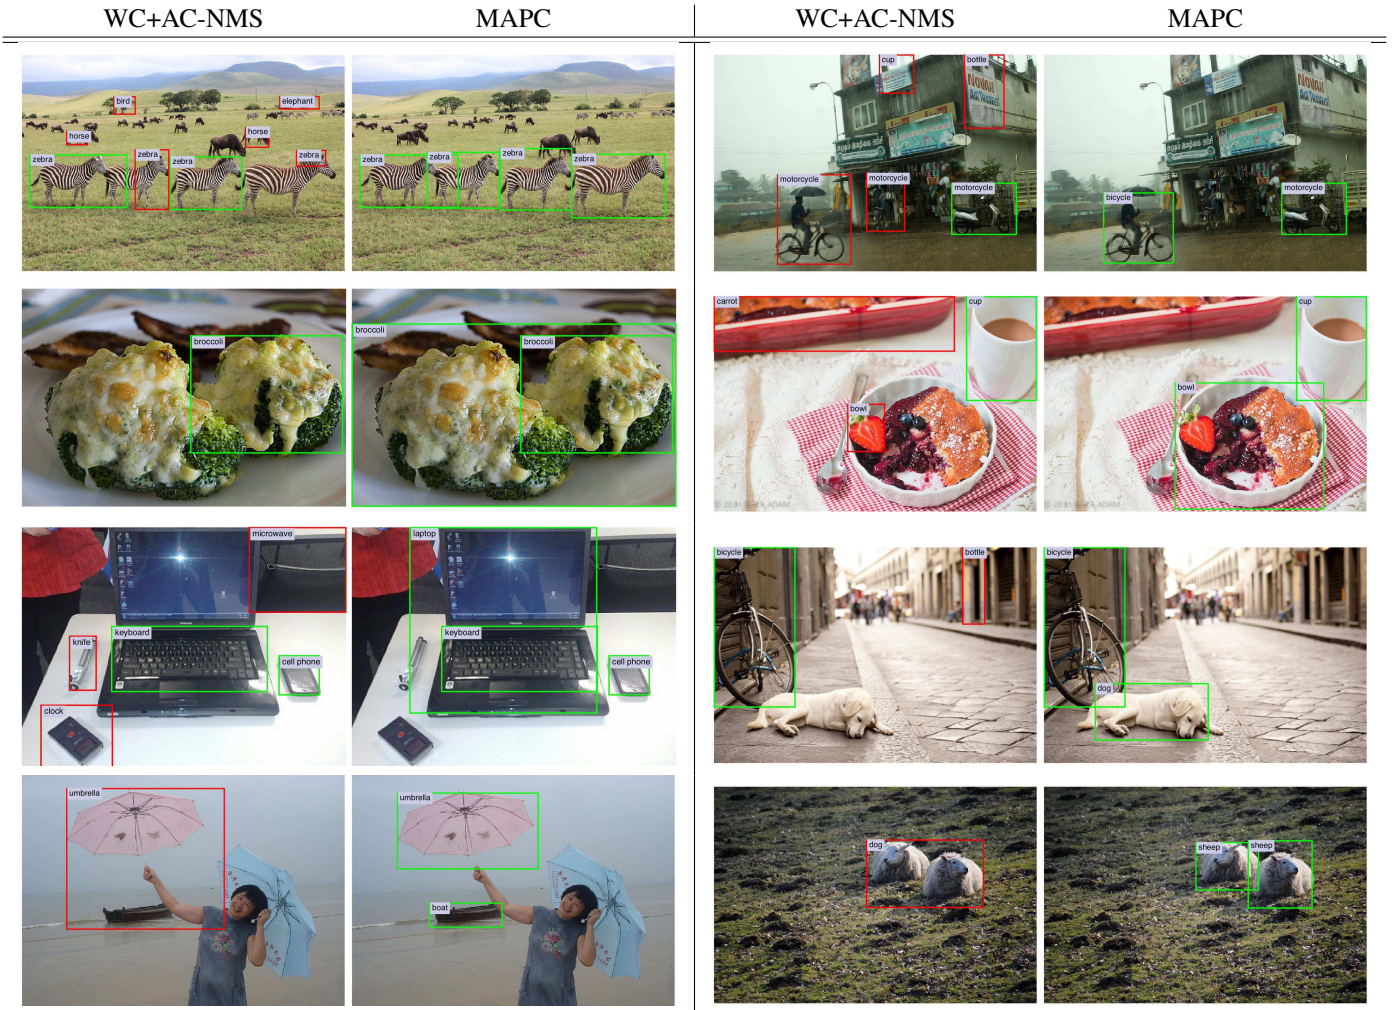 WC+AC-NMS MAPC WC+AC-NMS MAPC
bird elephant
horse horse
zebra zebra zebra zebra
zebra zebra zebra zebra
cup bottle
NOVAH
motorcycle motorcycle motorcycle
NOVAH
bicycle motorcycle
broccoli
broccoli broccoli
carrot cup
bowl
cup
bowl
microwave
knife keyboard cell phone
clock
laptop
keyboard cell phone
bicycle bottle
bicycle
dog
umbrella
umbrella
boat
dog
sheep sheep